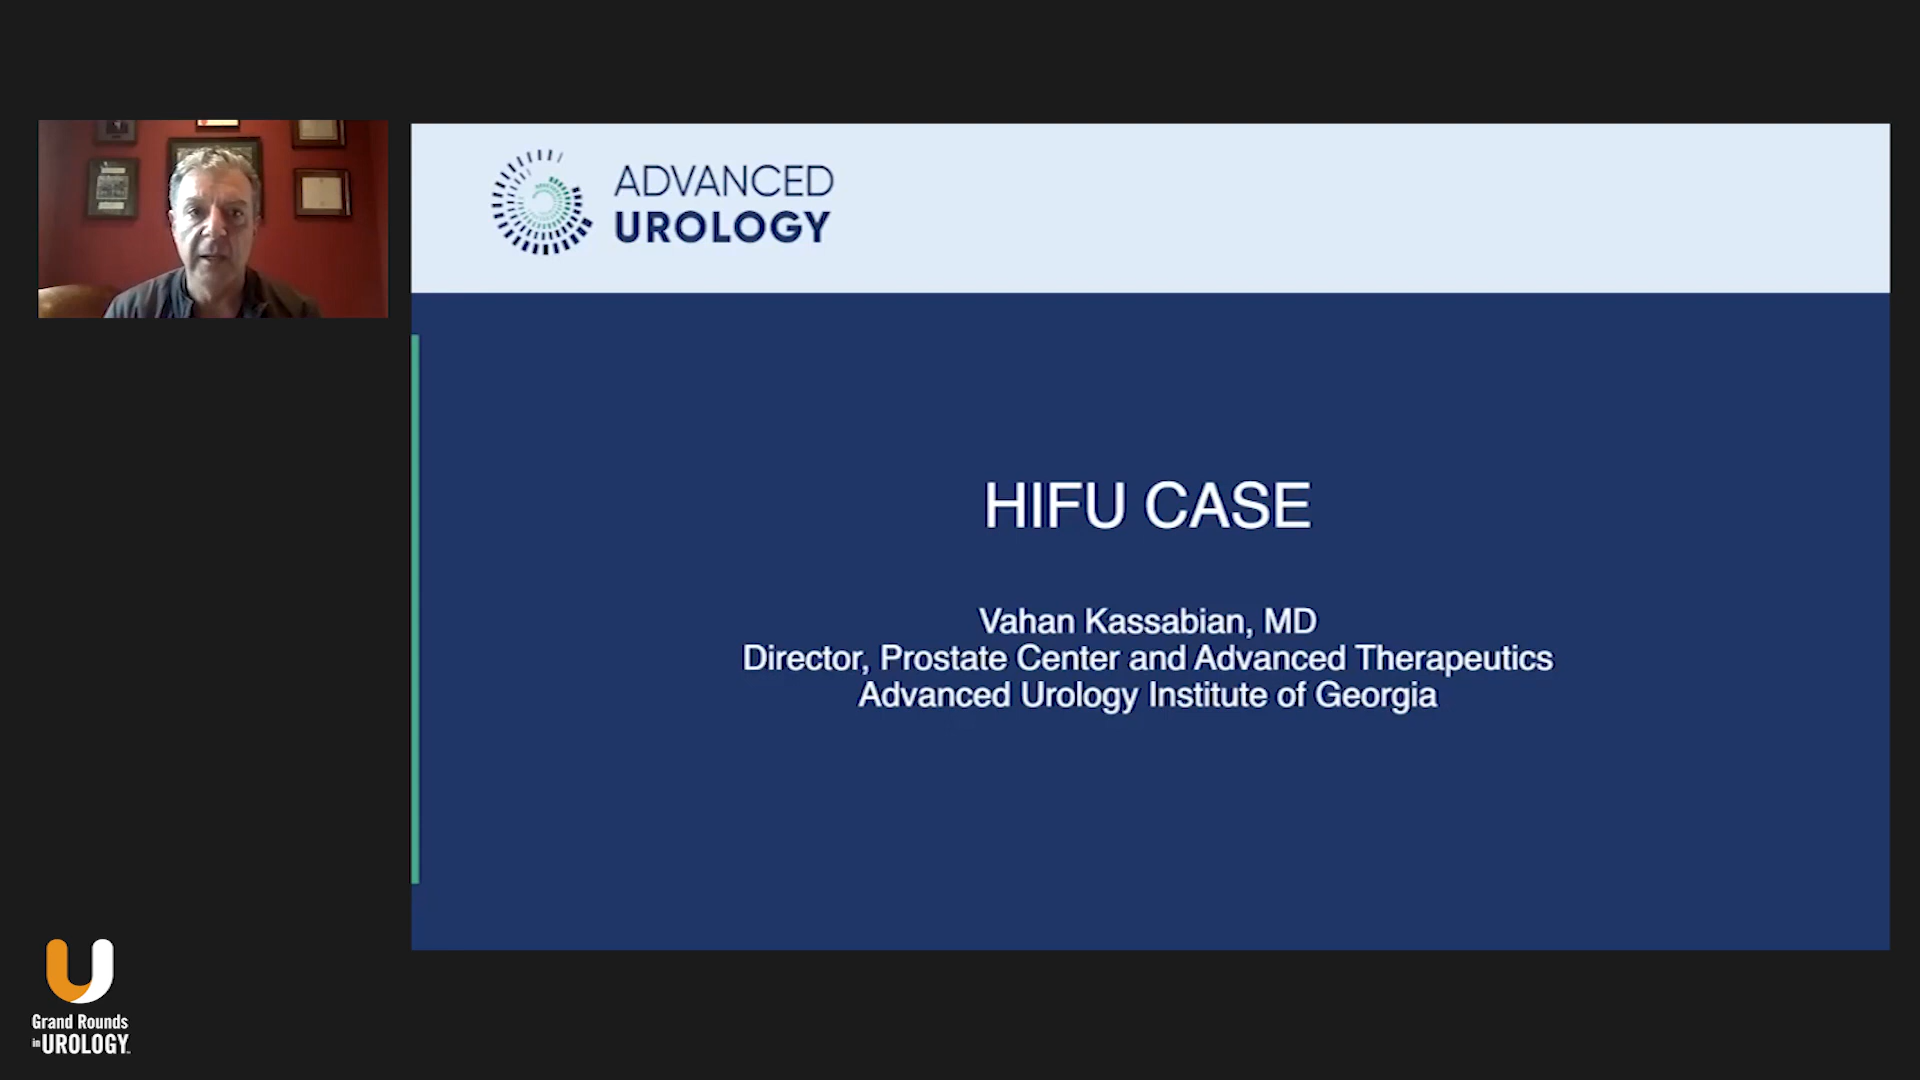 ADVANCED
UROLOGY
HIFU CASE
Vahan Kassabian, MD
Director, Prostate Center and Advanced Therapeutics
Advanced Urology Institute of Georgia
Grand Rounds
in UROLOGY